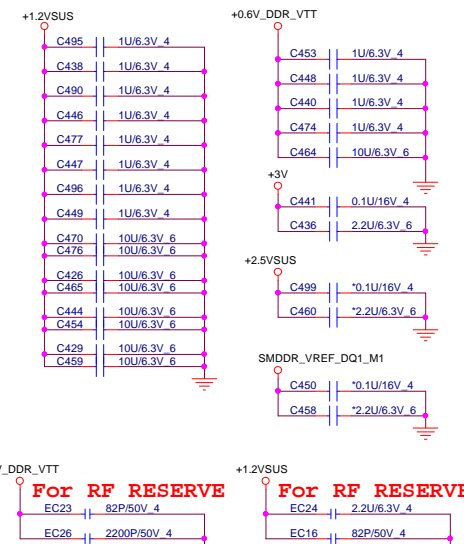 +1.2VSUS
C495 1U/6.3V_4
C438 1U/6.3V_4
C490 1U/6.3V_4
C446 1U/6.3V_4
C477 1U/6.3V_4
C447 1U/6.3V_4
C496 1U/6.3V_4
C449 1U/6.3V_4
C470 10U/6.3V_6
C476 10U/6.3V_6
C426 10U/6.3V_6
C465 10U/6.3V_6
C444 10U/6.3V_6
C454 10U/6.3V_6
C429 10U/6.3V_6
C459 10U/6.3V_6
+0.6V_DDR_VTT
C453 1U/6.3V_4
C448 1U/6.3V_4
C440 1U/6.3V_4
C474 1U/6.3V_4
C464 10U/6.3V_6
+3V
C441 0.1U/16V_4
C436 2.2U/6.3V_6
+2.5VSUS
C499 *0.1U/16V_4
C460 *2.2U/6.3V_6
SMDDR_VREF_DQ1_M1
C450 *0.1U/16V_4
C458 *2.2U/6.3V_6
V_DDR_VTT
For RF RESERVE
EC23 82P/50V_4
EC26 2200P/50V_4
+1.2VSUS
For RF RESERVE
EC24 2.2U/6.3V_6
EC16 82P/50V_4